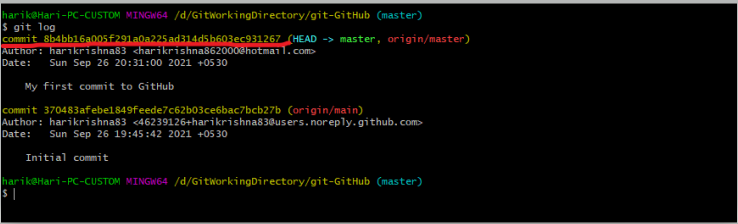 harik@Hari-PC-CUSTOM MINGW64 /d/GitWorkingDirectory/git-GitHub (master)
$ git log
commit 8b4bb16a005f291a0a225ad314d5b603ec931267 (HEAD -> master, origin/master)
Author: harikrishna83 <harikrishna862000@hotmail.com>
Date:   Sun Sep 26 20:31:00 2021 +0530
    My first commit to GitHub
commit 370483afebe1849feede7c62b03ce6bac7bcb27b (origin/main)
Author: harikrishna83 <46239126+harikrishna83@users.noreply.github.com>
Date:   Sun Sep 26 19:45:42 2021 +0530
    Initial commit
harik@Hari-PC-CUSTOM MINGW64 /d/GitWorkingDirectory/git-GitHub (master)
$